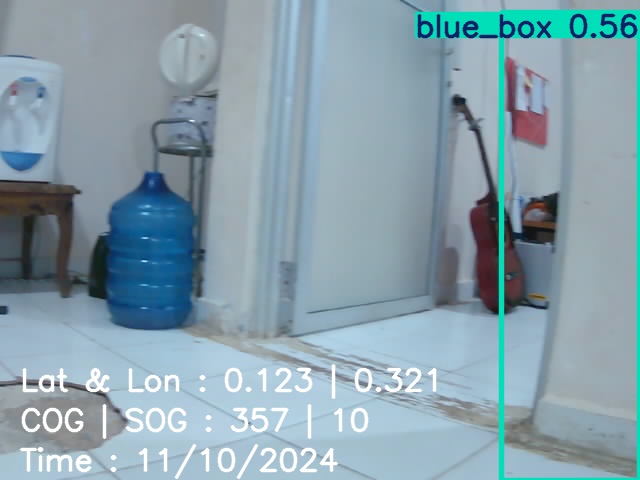 blue_box 0.56
Lat & Lon : 0.123 | 0.321
COG | SOG : 357 | 10
Time : 11/10/2024